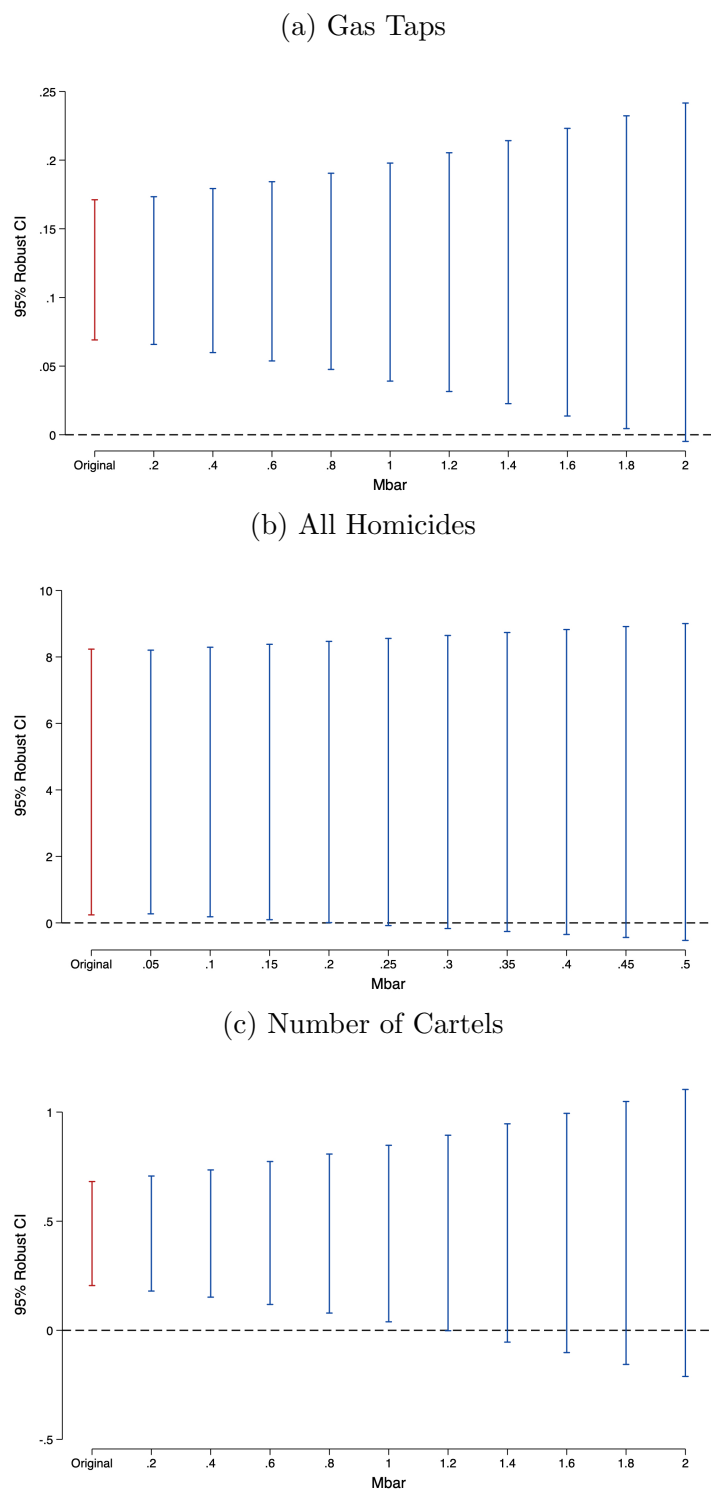 (a) Gas Taps
.25
.2
.15
.1
.05
0
95% Robust CI
Original .2 .4 .6 .8 1 1.2 1.4 1.6 1.8 2
Mbar
(b) All Homicides
10
8
6
4
2
0
95% Robust CI
Original .05 .1 .15 .2 .25 .3 .35 .4 .45 .5
Mbar
(c) Number of Cartels
1
.5
0
-.5
95% Robust CI
Original .2 .4 .6 .8 1 1.2 1.4 1.6 1.8 2
Mbar